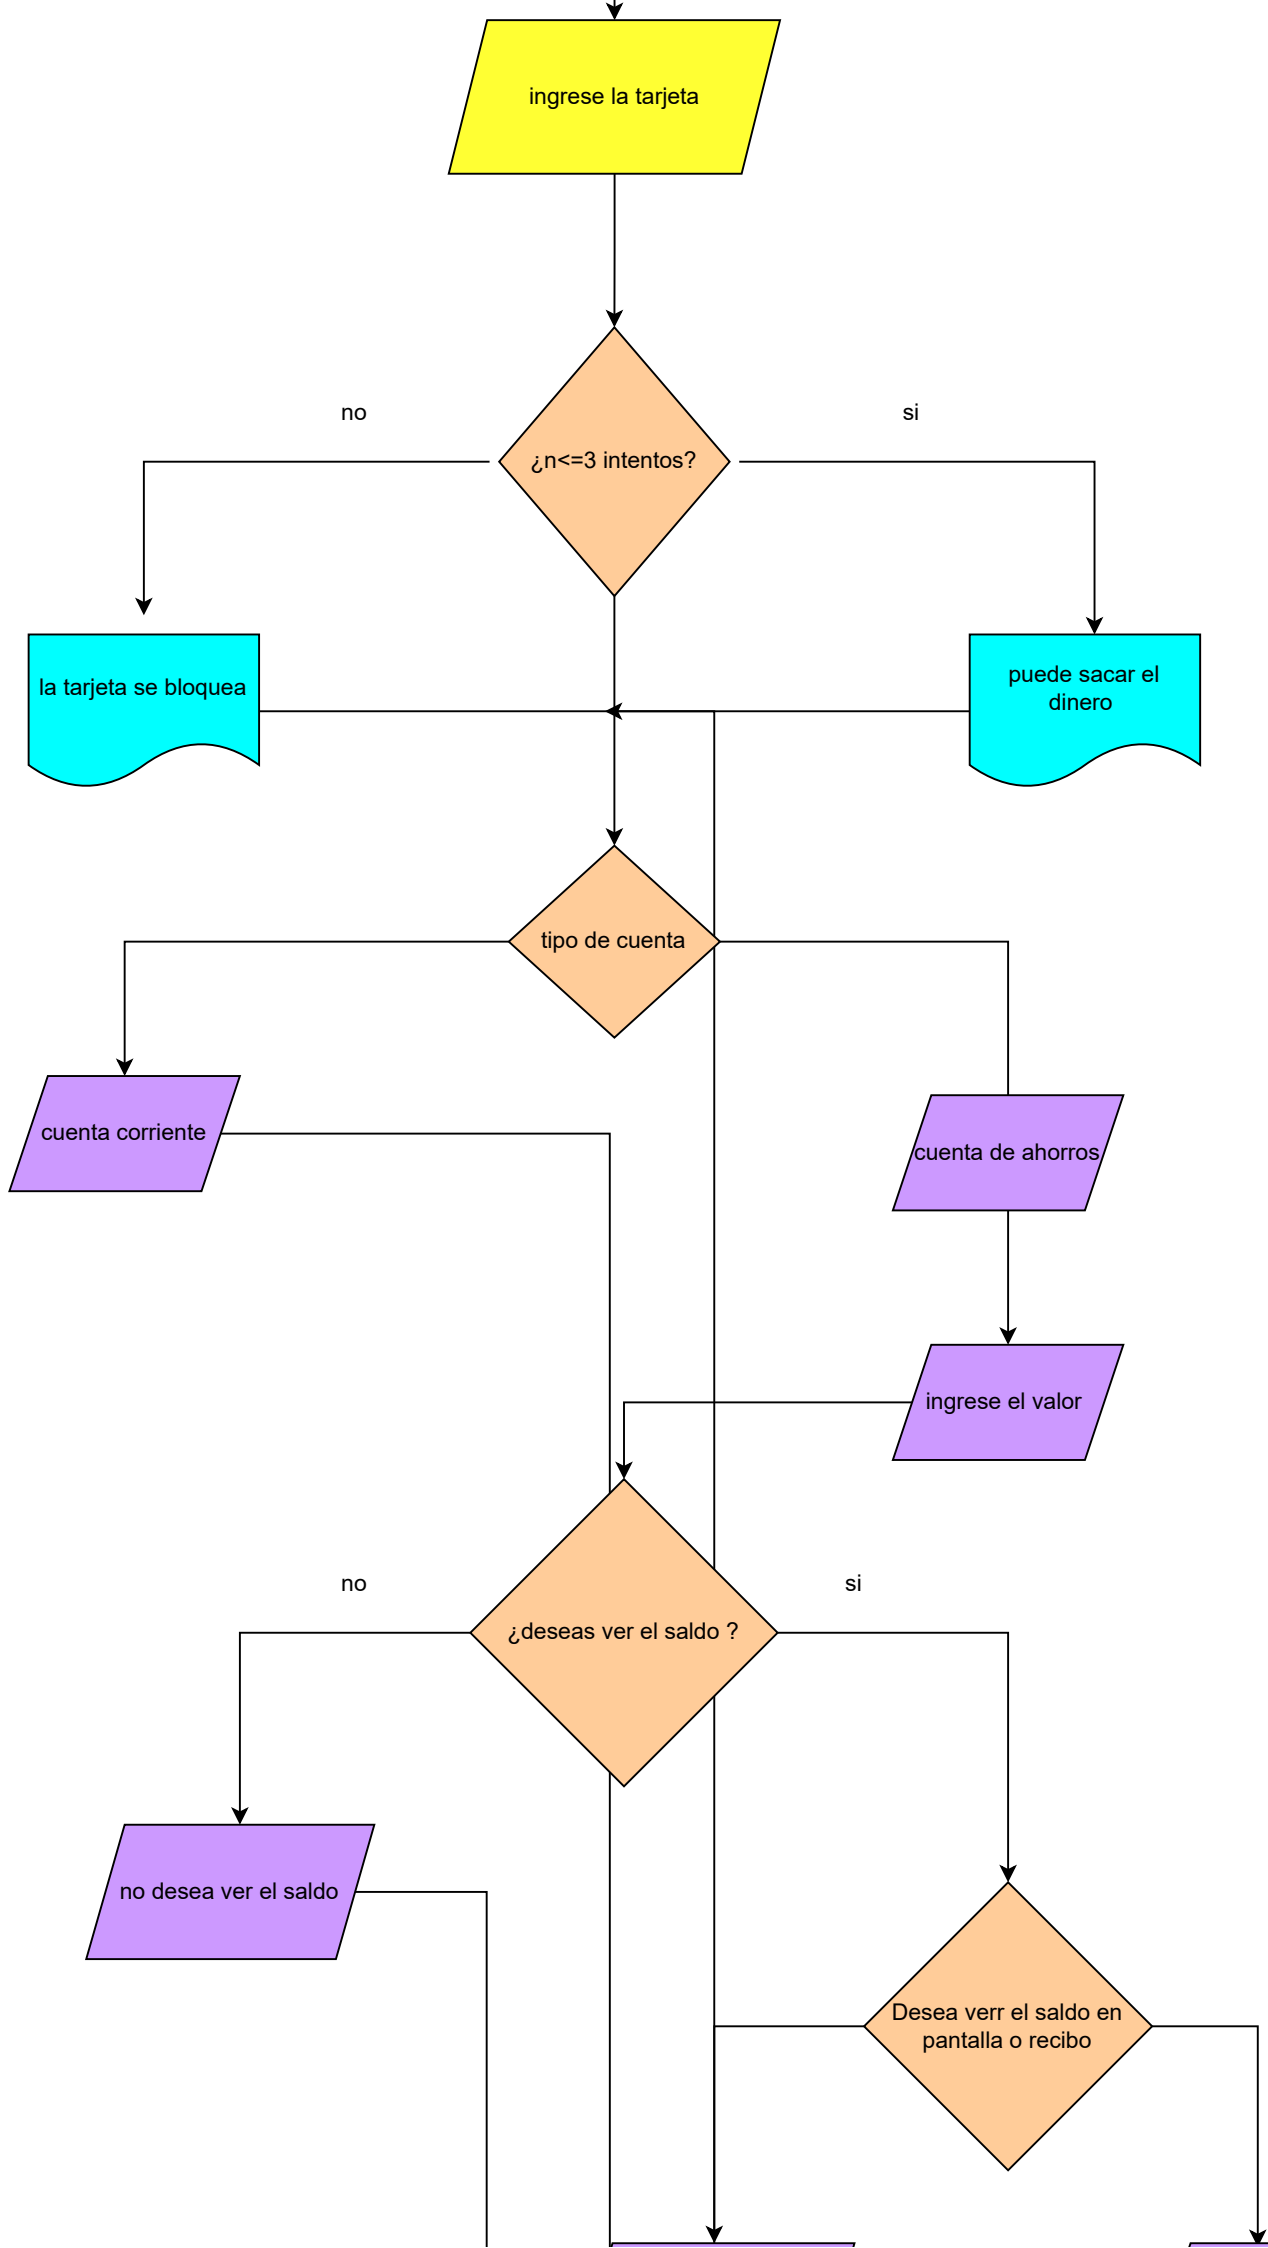 ingrese la tarjeta
no
si
¿n<=3 intentos?
la tarjeta se bloquea
puede sacar el
dinero
tipo de cuenta
cuenta corriente
cuenta de ahorros
ingrese el valor
no
si
¿deseas ver el saldo ?
no desea ver el saldo
Desea verr el saldo en
pantalla o recibo